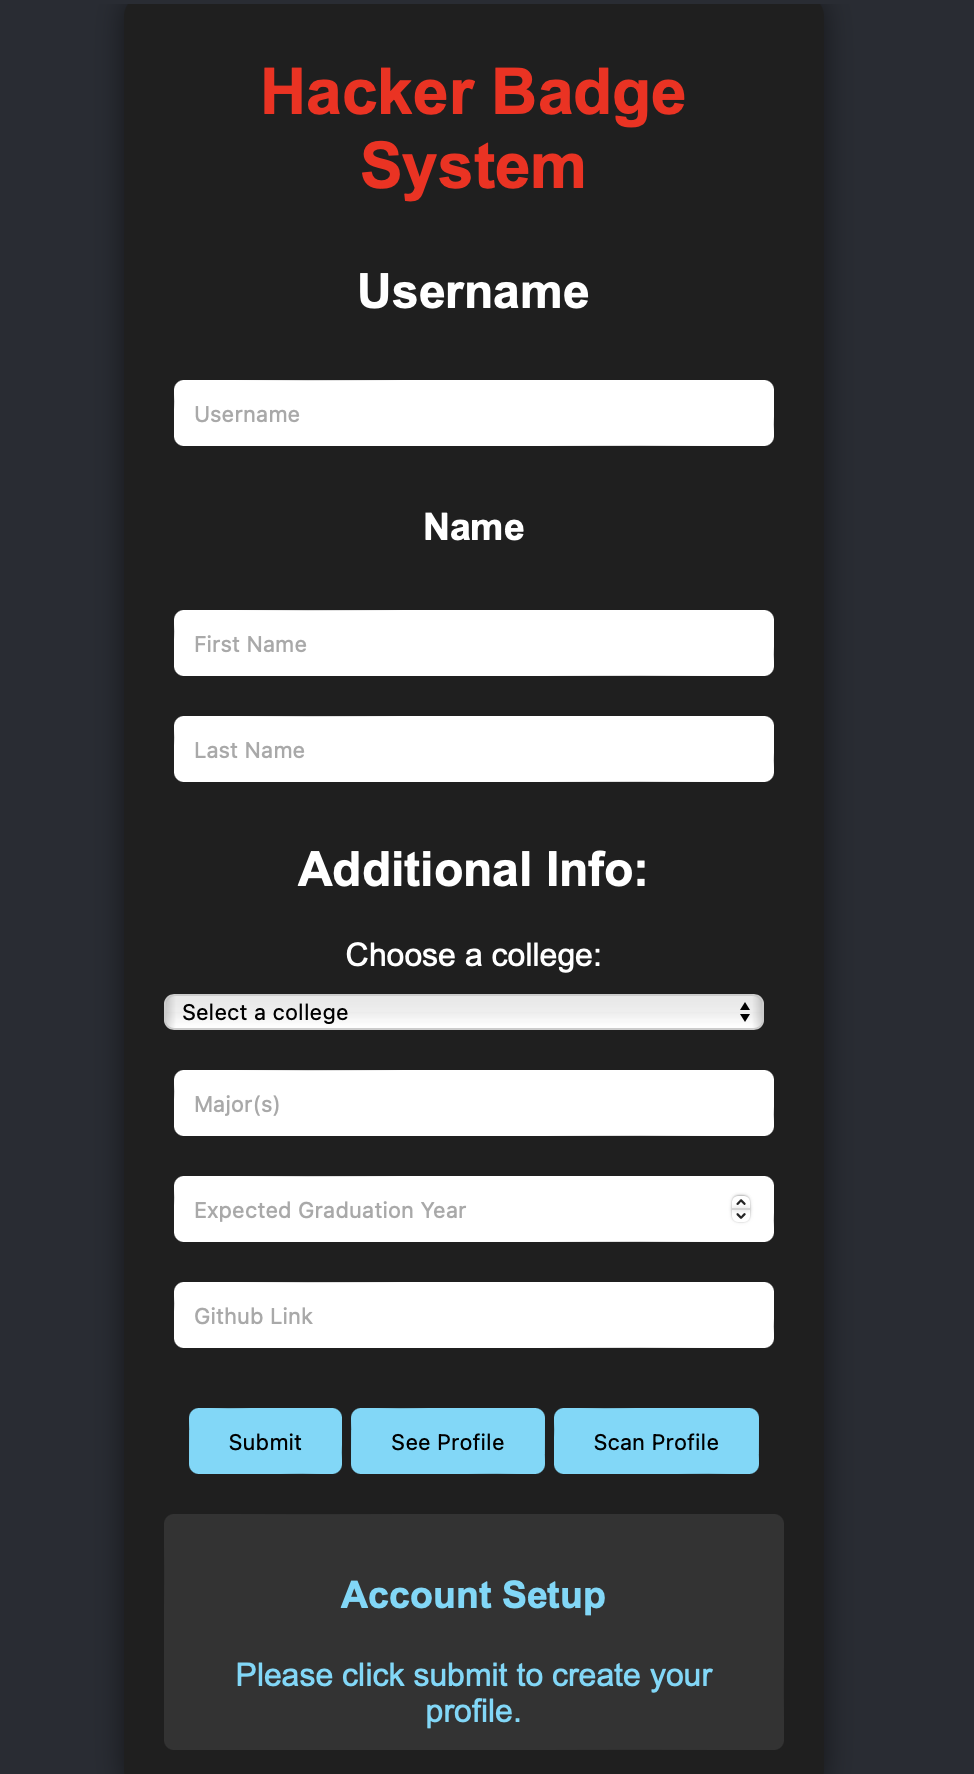 Hacker Badge
System
Username
Username
Name
First Name
Last Name
Additional Info:
Choose a college:
Select a college
Major(s)
Expected Graduation Year
Github Link
Submit See Profile Scan Profile
Account Setup
Please click submit to create your
profile.